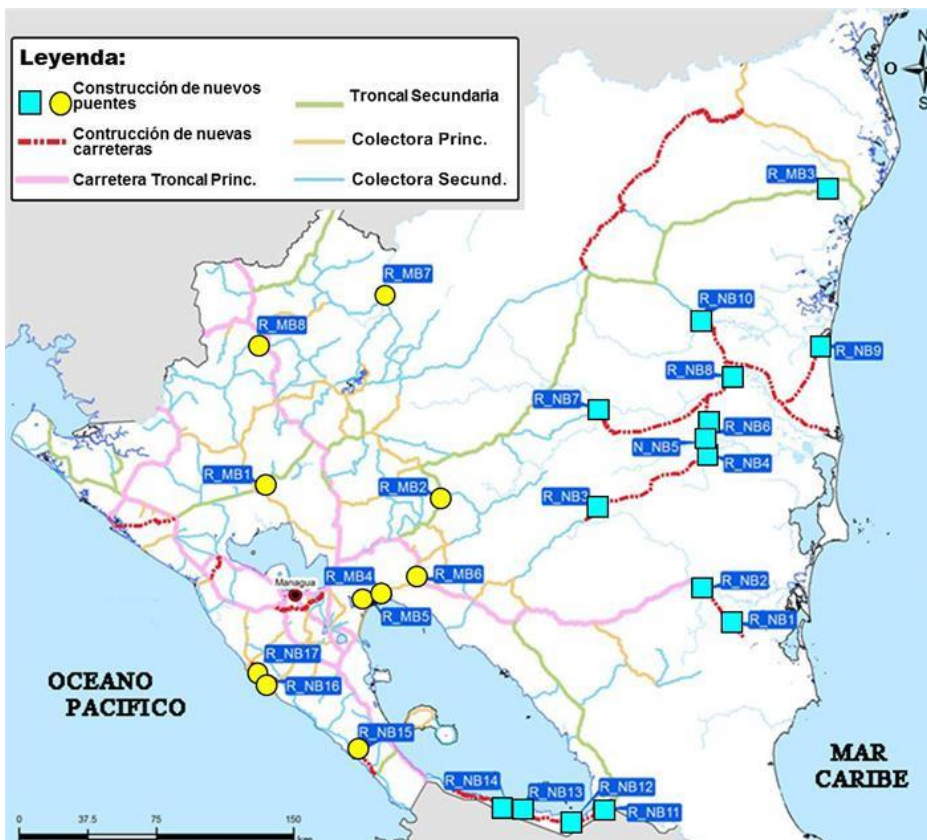 Leyenda:
Construcción de nuevos
puentes
Contrucción de nuevas
carreteras
Carretera Troncal Princ.
Troncal Secundaria
Colectora Princ.
Colectora Secund.
N
O
S
R_MB3
R_MB7
R_NB10
R_MB8
R_NB9
R_NB8
R_NB7
R_NB6
N_NB5
R_NB4
R_MB1
R_MB2
R_NB3
R_MB6
R_MB4
Managua
R_MB5
R_NB2
R_NB1
R_NB17
R_NB16
OCEANO
PACIFICO
R_NB15
MAR
CARIBE
R_NB14
R_NB13
R_NB12
R_NB11
0 37.5 75 150